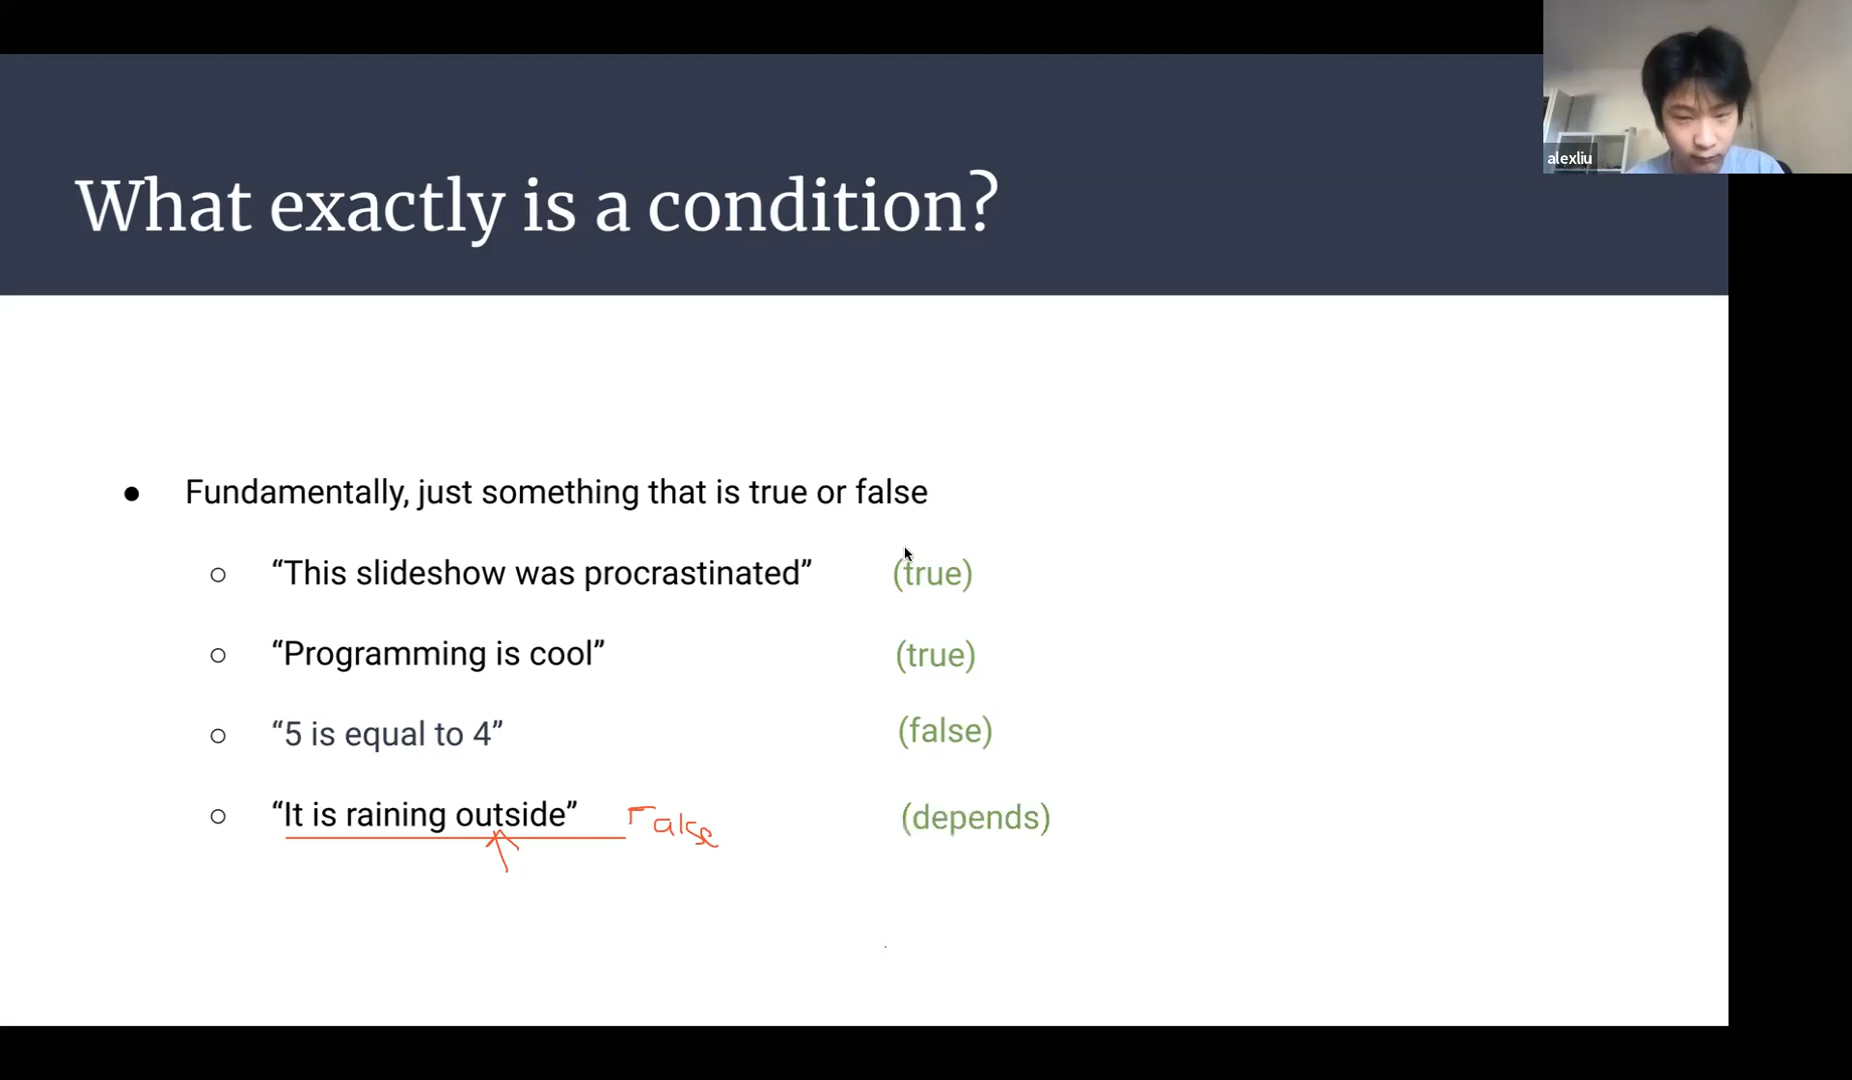 alexliu
What exactly is a condition?
● Fundamentally, just something that is true or false
○ “This slideshow was procrastinated” (true)
○ “Programming is cool” (true)
○ “5 is equal to 4” (false)
○ “It is raining outside” False (depends)